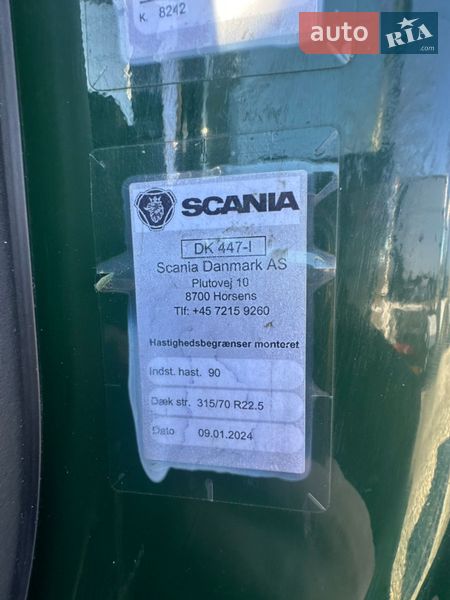 K. 8242
auto RIA .com
SCANIA
DK 447-I
Scania Danmark AS
Plutovej 10
8700 Horsens
Tlf: +45 7215 9260
Hastighedsbegrænser monteret
Indst. hast. 90
Dæk str. 315/70 R22.5
Dato 09.01.2024